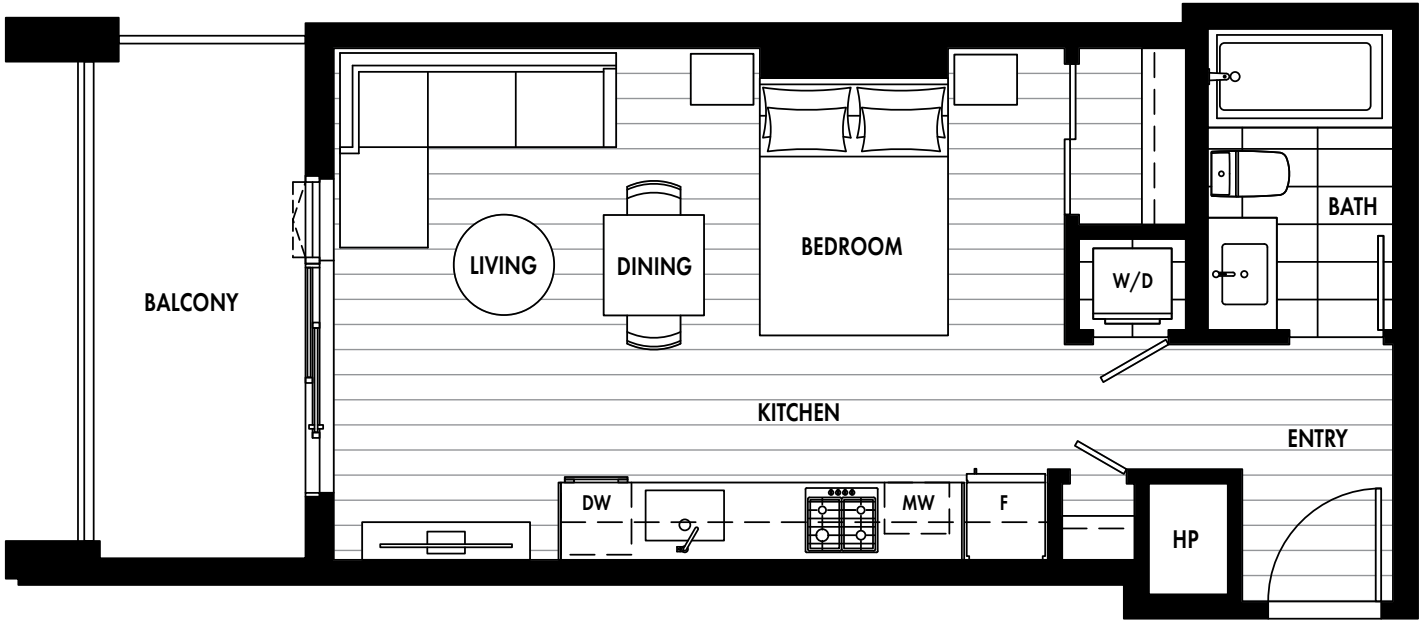 BATH
BEDROOM
LIVING
DINING
W/D
BALCONY
KITCHEN
ENTRY
DW
MW
F
HP